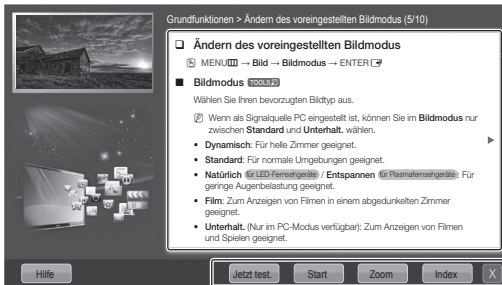 Grundfunktionen > Ändern des voreingestellten Bildmodus (5/10)
❑ Ändern des voreingestellten Bildmodus
MENU → Bild → Bildmodus → ENTER
■ Bildmodus TOOLS
Wählen Sie Ihren bevorzugten Bildtyp aus.
Wenn als Signalquelle PC eingestellt ist, können Sie im Bildmodus nur
zwischen Standard und Unterhalt. wählen.
• Dynamisch: Für helle Zimmer geeignet.
• Standard: Für normale Umgebungen geeignet.
• Natürlich für LED-Fernsehgeräte / Entspannen für Plasmafernsehgeräte: Für
geringe Augenbelastung geeignet.
• Film: Zum Anzeigen von Filmen in einem abgedunkelten Zimmer
geeignet.
• Unterhalt. (Nur im PC-Modus verfügbar): Zum Anzeigen von Filmen
und Spielen geeignet.
Hilfe Jetzt test. Start Zoom Index X